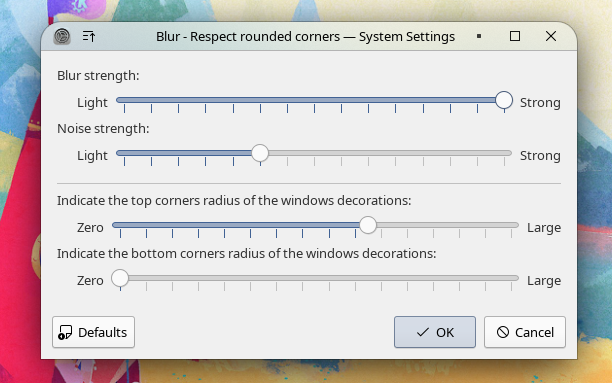 Blur - Respect rounded corners — System Settings
Blur strength:
Light Strong
Noise strength:
Light Strong
Indicate the top corners radius of the windows decorations:
Zero Large
Indicate the bottom corners radius of the windows decorations:
Zero Large
Defaults OK Cancel